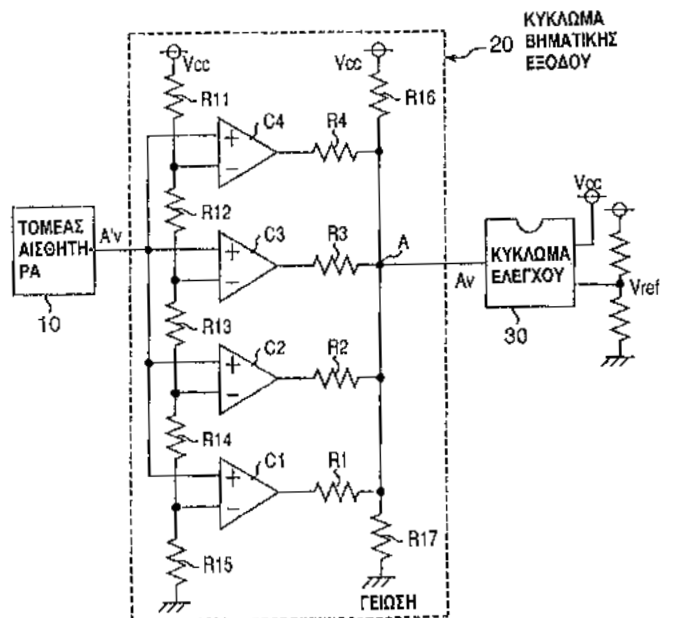 ΚΥΚΛΩΜΑ
ΒΗΜΑΤΙΚΗΣ
ΕΞΟΔΟΥ
20
Vcc
Vcc
R11
R16
C4
R4
+
−
R12
ΤΟΜΕΑΣ
ΑΙΣΘΗΤΗ
ΡΑ
A'v
10
C3
R3
+
−
A
Av
Vcc
ΚΥΚΛΩΜΑ
ΕΛΕΓΧΟΥ
Vref
30
R13
C2
R2
+
−
R14
C1
R1
+
−
R15
R17
ΓΕΙΩΣΗ